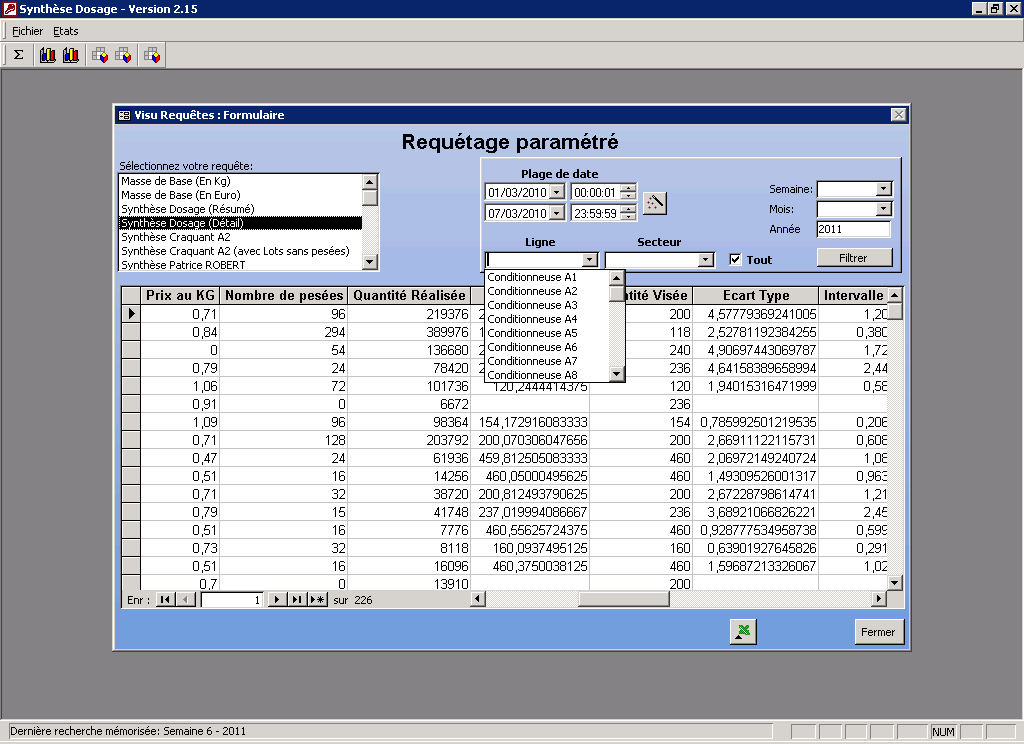 Synthèse Dosage - Version 2.15
Fichier Etats
Σ
Visu Requêtes : Formulaire
Requétage paramétré
Sélectionnez votre requête:
Masse de Base (En Kg)
Masse de Base (En Euro)
Synthèse Dosage (Résumé)
Synthèse Dosage (Détail)
Synthèse Craquant A2
Synthèse Craquant A2 (avec Lots sans pesées)
Synthèse Patrice ROBERT
Plage de date
01/03/2010 00:00:01
07/03/2010 23:59:59
Semaine:
Mois:
Année 2011
Ligne Secteur
Tout
Filtrer
Conditionneuse A1
Conditionneuse A2
Conditionneuse A3
Conditionneuse A4
Conditionneuse A5
Conditionneuse A6
Conditionneuse A7
Conditionneuse A8
Prix au KG Nombre de pesées Quantité Réalisée ntité Visée Ecart Type Intervalle
0,71 96 219376 2 200 4,57779369241005 1,20
0,84 294 389976 1 118 2,52781192384255 0,380
0 54 136680 2 240 4,90697443069787 1,72
0,79 24 78420 2 236 4,64158389658994 2,44
1,06 72 101736 120,2444414375 120 1,94015316471999 0,58
0,91 0 6672 236
1,09 96 98364 154,172916083333 154 0,785992501219535 0,206
0,71 128 203792 200,070306047656 200 2,66911122115731 0,608
0,47 24 61936 459,812505083333 460 2,06972149240724 1,08
0,51 16 14256 460,05000495625 460 1,49309526001317 0,963
0,71 32 38720 200,812493790625 200 2,67228798614741 1,21
0,79 15 41748 237,019994086667 236 3,68921066826221 2,45
0,51 16 7776 460,55625724375 460 0,928777534958738 0,599
0,73 32 8118 160,0937495125 160 0,63901927645826 0,291
0,51 16 16096 460,3750038125 460 1,59687213326067 1,02
0,7 0 13910 200
Enr : 1 sur 226
Fermer
Dernière recherche mémorisée: Semaine 6 - 2011 NUM